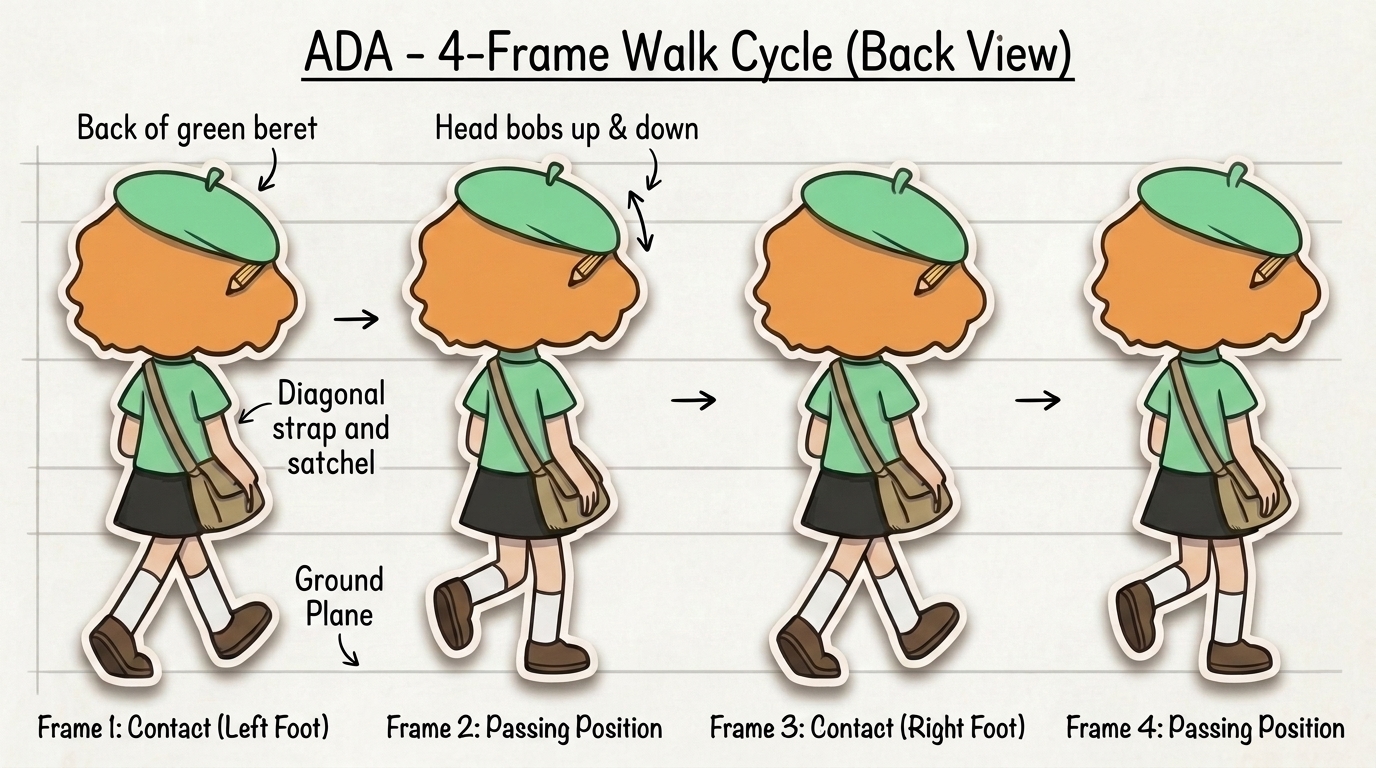 ADA - 4-Frame Walk Cycle (Back View)
Back of green beret
Head bobs up & down
Diagonal
strap and
satchel
Ground
Plane
Frame 1: Contact (Left Foot)
Frame 2: Passing Position
Frame 3: Contact (Right Foot)
Frame 4: Passing Position